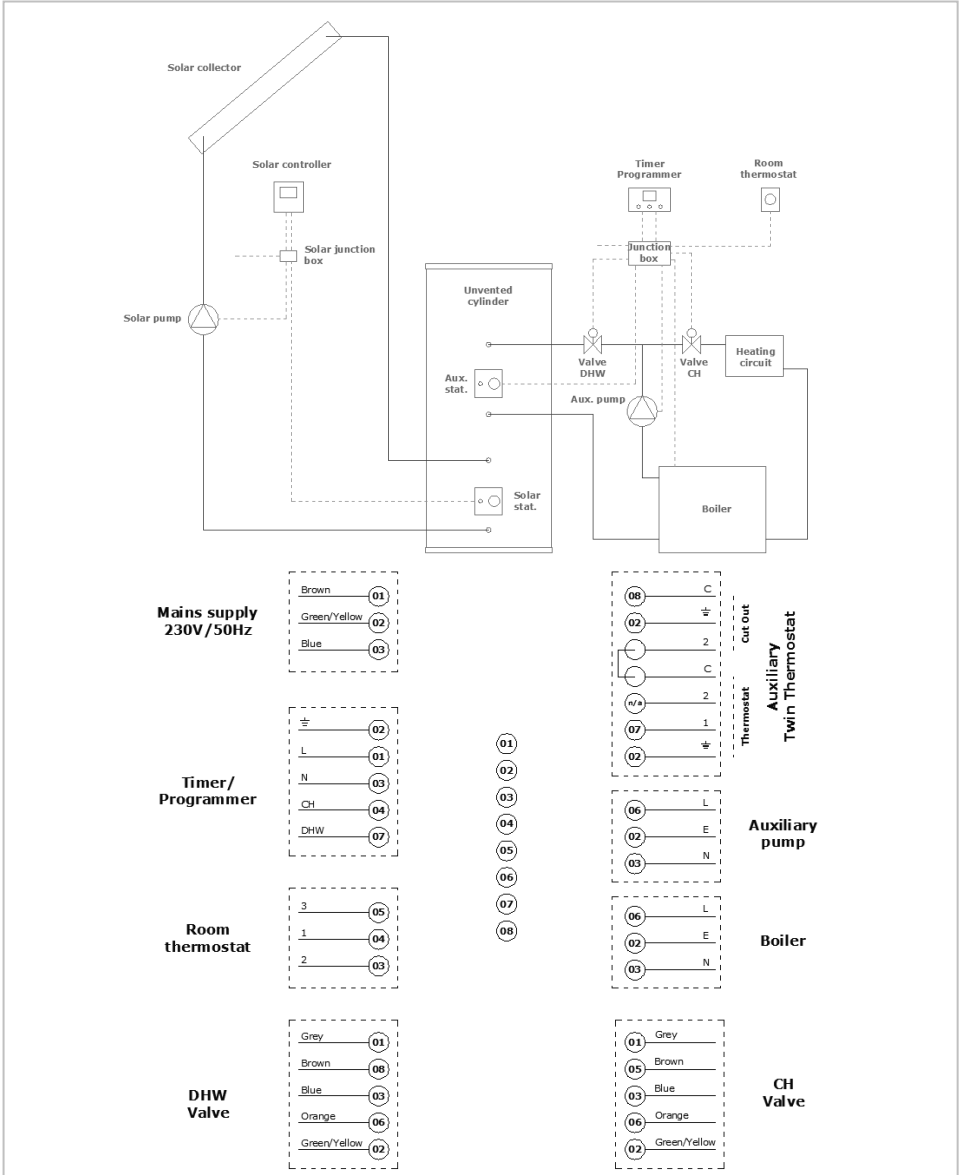 Solar collector
Solar controller
Timer
Programmer
Room
thermostat
Solar junction
box
Junction
box
Unvented
cylinder
Solar pump
Valve
DHW
Valve
CH
Heating
circuit
Aux.
stat.
Aux. pump
Solar
stat.
Boiler
Mains supply
230V/50Hz
Brown 01
Green/Yellow 02
Blue 03
Timer/
Programmer
02
L 01
N 03
CH 04
DHW 07
Room
thermostat
3 05
1 04
2 03
DHW
Valve
Grey 01
Brown 08
Blue 03
Orange 06
Green/Yellow 02
01
02
03
04
05
06
07
08
08 C
02
2
C
n/a 2
07 1
02
Cut Out
Thermostat
Auxiliary
Twin Thermostat
06 L
02 E
03 N
Auxiliary
pump
06 L
02 E
03 N
Boiler
01 Grey
05 Brown
03 Blue
06 Orange
02 Green/Yellow
CH
Valve